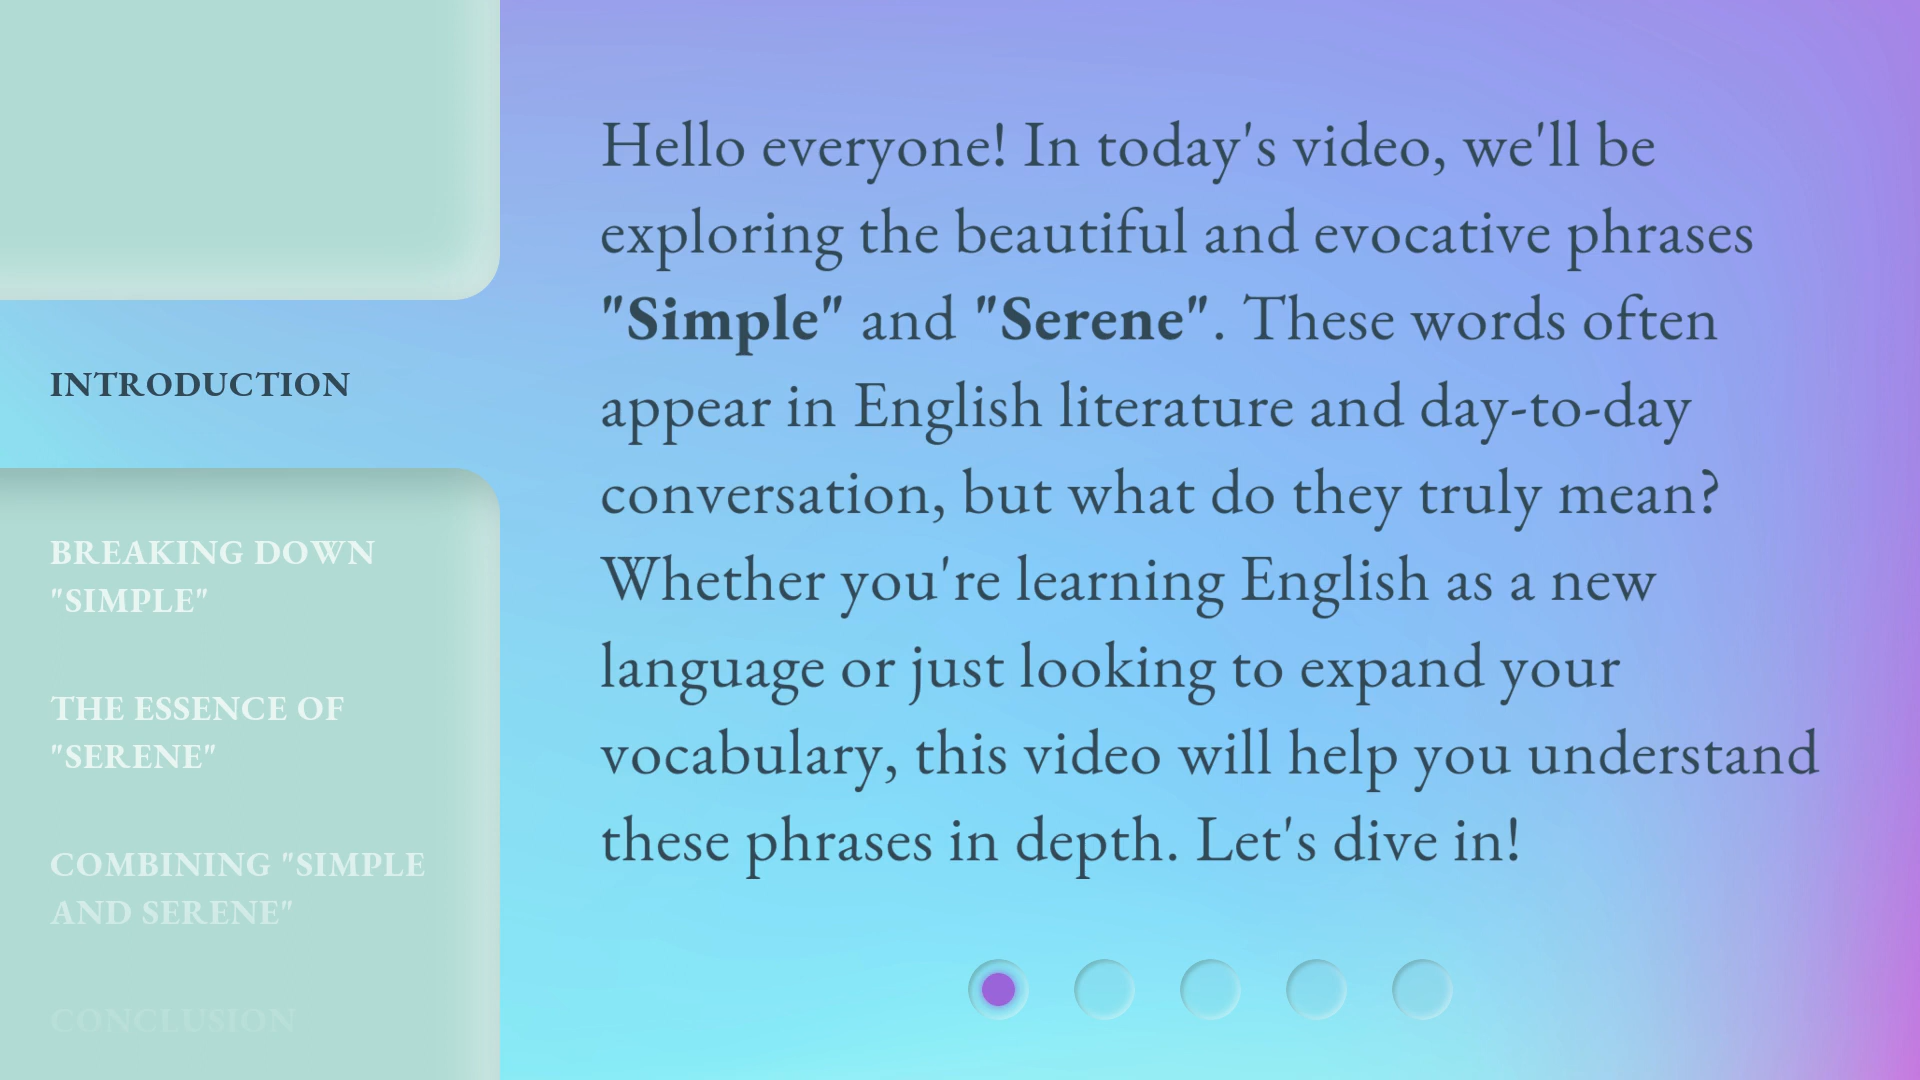 INTRODUCTION
BREAKING DOWN
"SIMPLE"
THE ESSENCE OF
"SERENE"
COMBINING "SIMPLE
AND SERENE"
CONCLUSION
Hello everyone! In today's video, we'll be
exploring the beautiful and evocative phrases
"Simple" and "Serene". These words often
appear in English literature and day-to-day
conversation, but what do they truly mean?
Whether you're learning English as a new
language or just looking to expand your
vocabulary, this video will help you understand
these phrases in depth. Let's dive in!